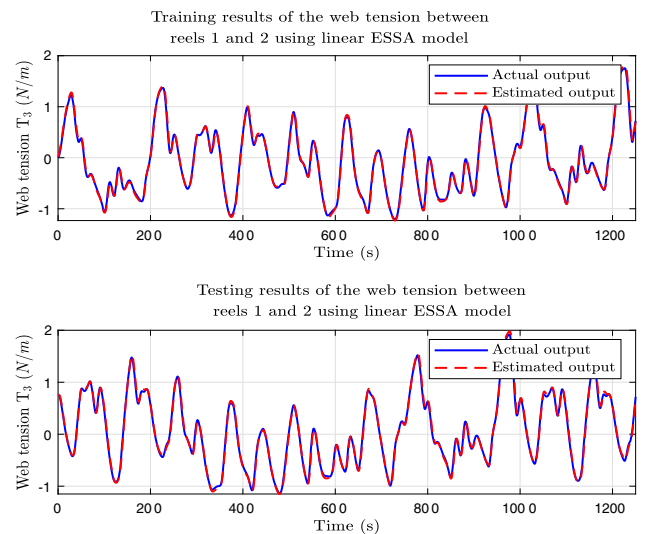 Training results of the web tension between
reels 1 and 2 using linear ESSA model
Web tension T₃ (N/m)
2
1
0
-1
Actual output
Estimated output
0 200 400 600 800 1000 1200
Time (s)
Testing results of the web tension between
reels 1 and 2 using linear ESSA model
Web tension T₃ (N/m)
2
1
0
-1
Actual output
Estimated output
0 200 400 600 800 1000 1200
Time (s)